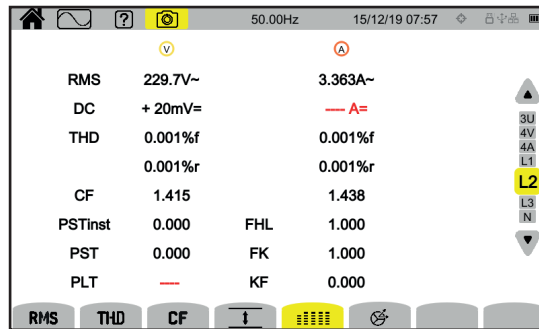 ? 50.00Hz 15/12/19 07:57
V A
RMS 229.7V~ 3.363A~
DC + 20mV= ---- A=
THD 0.001%f 0.001%f
0.001%r 0.001%r
CF 1.415 1.438
PSTinst 0.000 FHL 1.000
PST 0.000 FK 1.000
PLT ---- KF 0.000
3U
4V
4A
L1
L2
L3
N
RMS THD CF